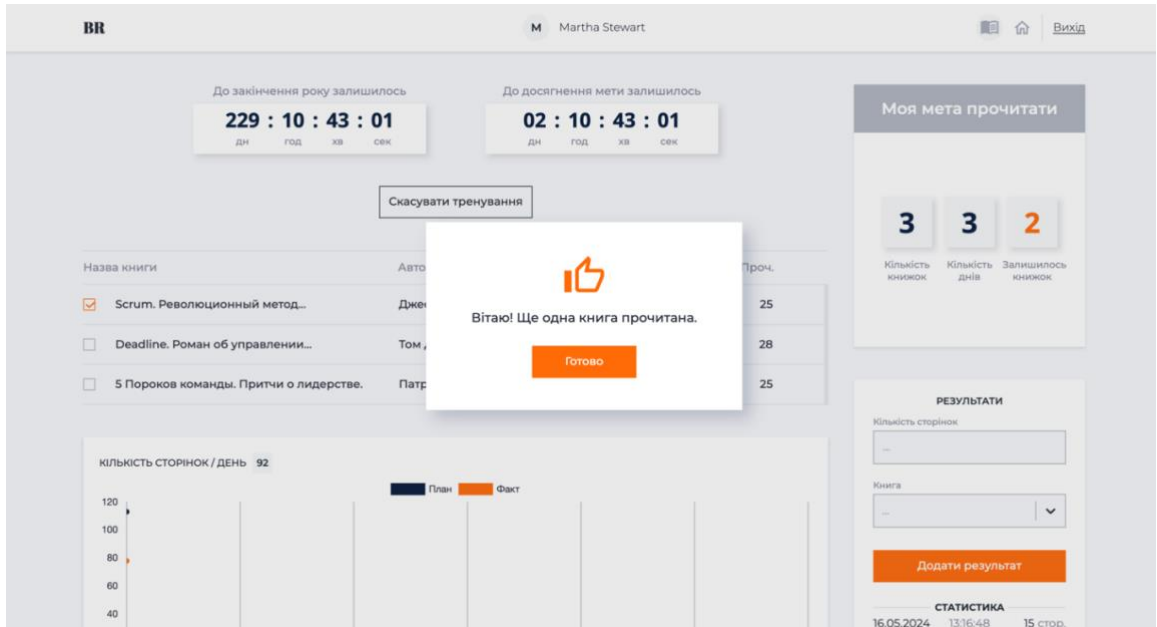 BR
M Martha Stewart
Вихід
До закінчення року залишилось
229 : 10 : 43 : 01
дн год хв сек
До досягнення мети залишилось
02 : 10 : 43 : 01
дн год хв сек
Моя мета прочитати
3 3 2
Кількість книжок
Кількість днів
Залишилось книжок
Скасувати тренування
Назва книги
Проч.
Scrum. Революционный метод... 25
Deadline. Роман об управлении... Том 28
5 Пороков команды. Притчи о лидерстве. 25
Вітаю! Ще одна книга прочитана.
Готово
РЕЗУЛЬТАТИ
Кількість сторінок
...
Книга
...
Додати результат
СТАТИСТИКА
16.05.2024 13:16:48 15 стор.
КІЛЬКІСТЬ СТОРІНОК / ДЕНЬ 92
План Факт
120
100
80
60
40